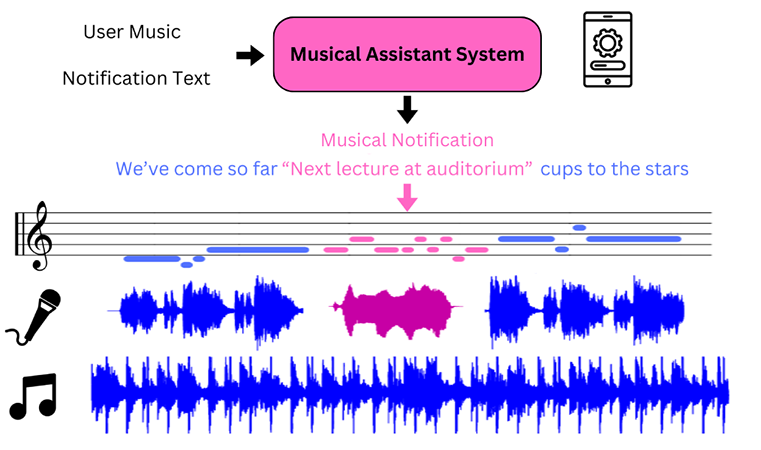 User Music
Notification Text
Musical Assistant System
Musical Notification
We've come so far “Next lecture at auditorium” cups to the stars